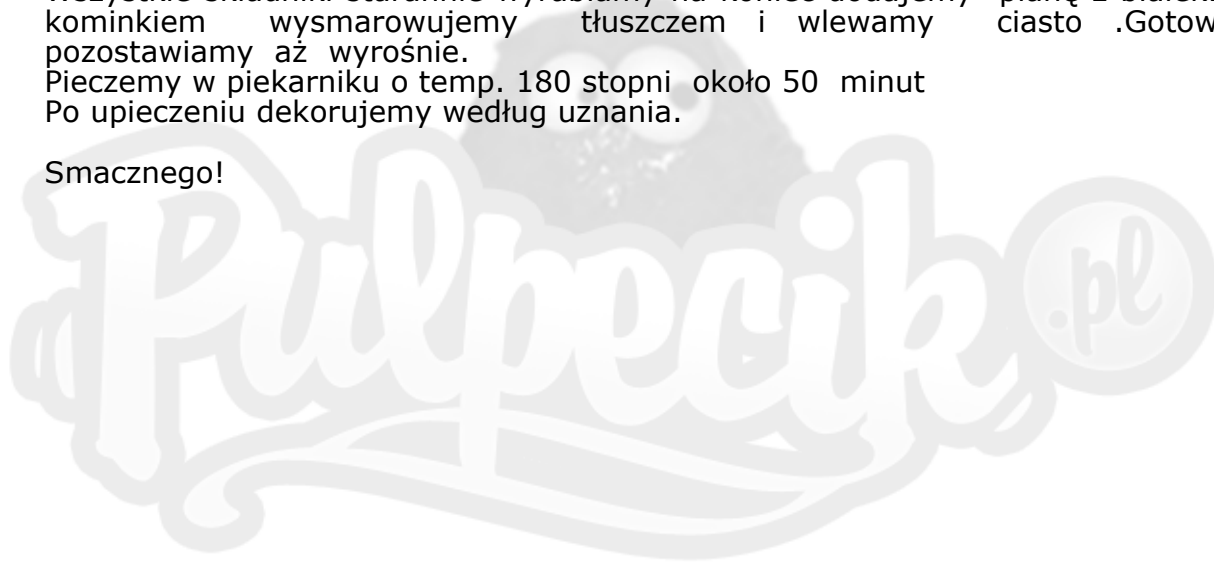 kominkiem wysmarowujemy tłuszczem i wlewamy ciasto .Gotow
pozostawiamy aż wyrośnie.
Pieczemy w piekarniku o temp. 180 stopni około 50 minut
Po upieczeniu dekorujemy według uznania.
Smacznego!
Pulpecik .pl